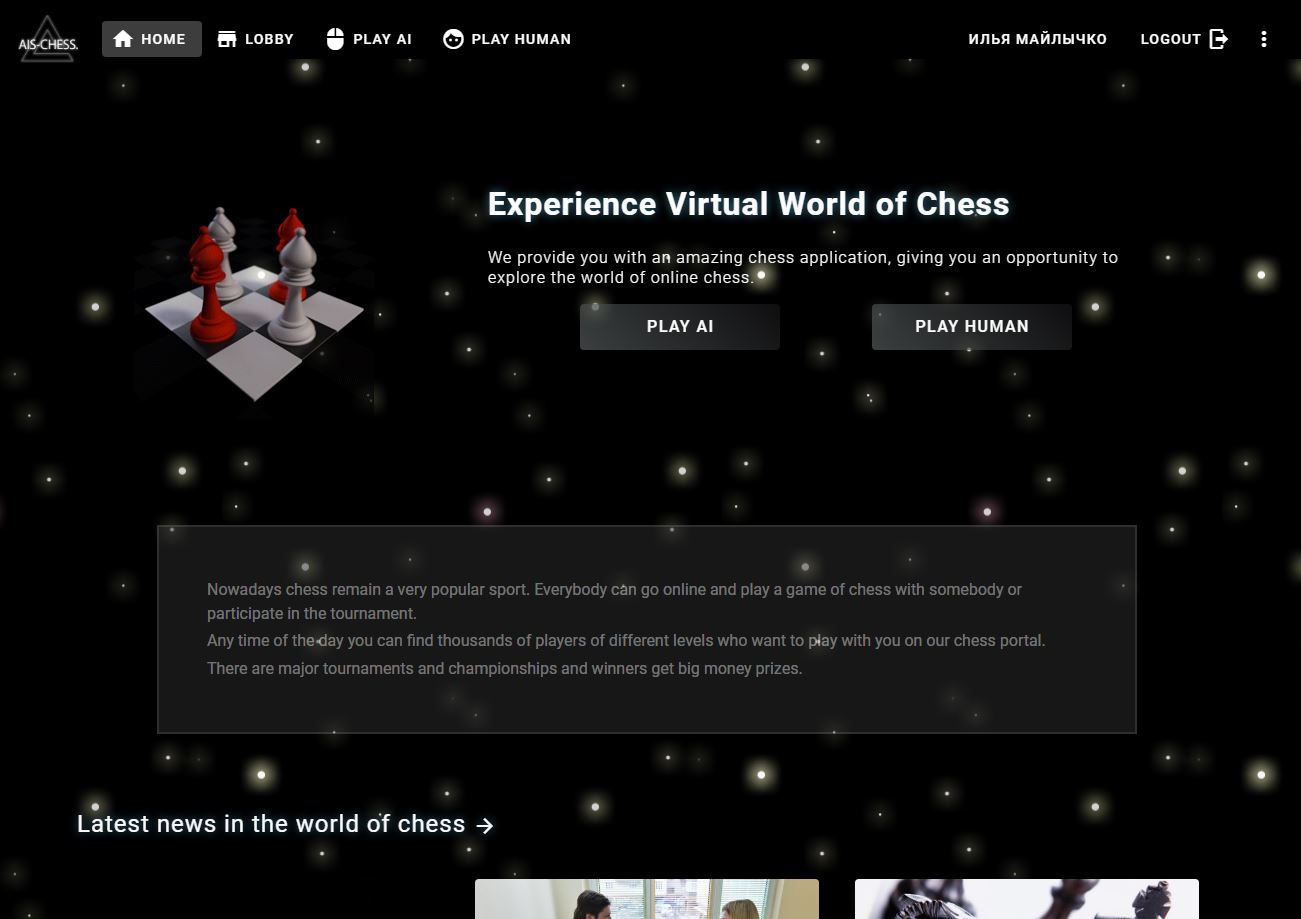 AIS-CHESS.
HOME
LOBBY
PLAY AI
PLAY HUMAN
ИЛЬЯ МАЙЛЫЧКО
LOGOUT
Experience Virtual World of Chess
We provide you with an amazing chess application, giving you an opportunity to
explore the world of online chess.
PLAY AI
PLAY HUMAN
Nowadays chess remain a very popular sport. Everybody can go online and play a game of chess with somebody or
participate in the tournament.
Any time of the day you can find thousands of players of different levels who want to play with you on our chess portal.
There are major tournaments and championships and winners get big money prizes.
Latest news in the world of chess